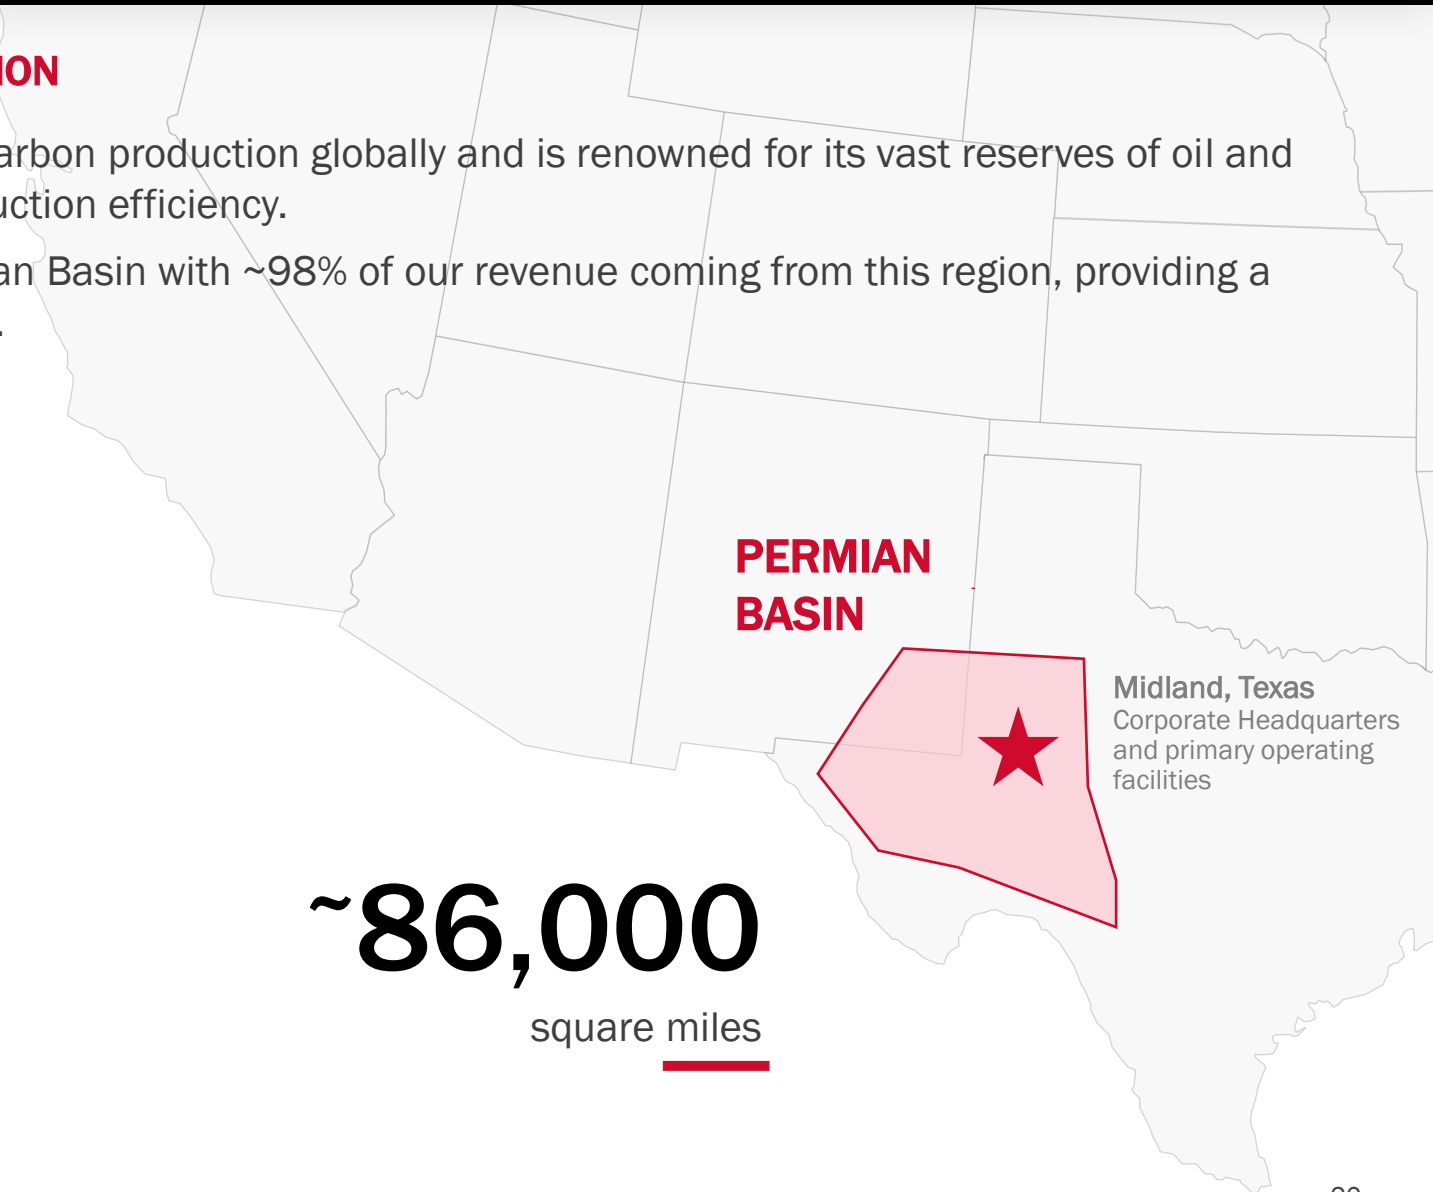 ION
arbon production globally and is renowned for its vast reserves of oil and
uction efficiency.
an Basin with ~98% of our revenue coming from this region, providing a
.
PERMIAN
BASIN
Midland, Texas
Corporate Headquarters
and primary operating
facilities
~86,000
square miles